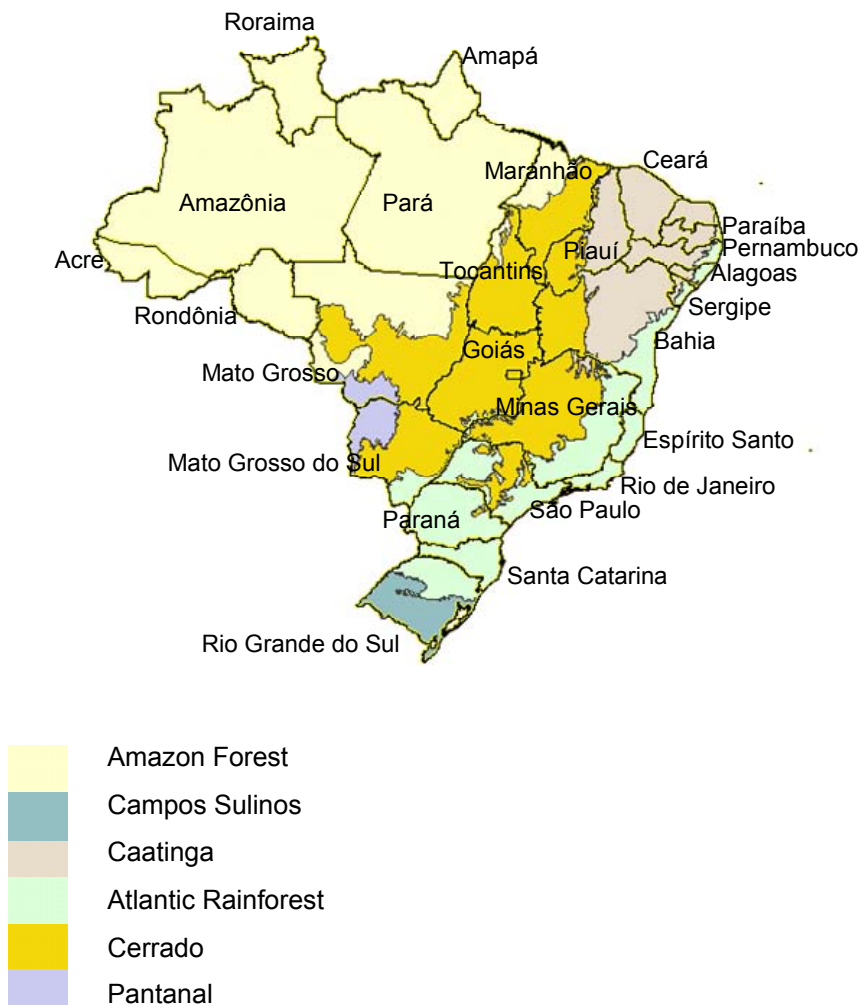 Roraima
Amapá
Ceará
Maranhão
Amazônia
Pará
Paraíba
Piauí
Pernambuco
Acre
Tocantins
Alagoas
Rondônia
Sergipe
Bahia
Goiás
Mato Grosso
Minas Gerais
Espírito Santo
Mato Grosso do Sul
Rio de Janeiro
São Paulo
Paraná
Santa Catarina
Rio Grande do Sul
Amazon Forest
Campos Sulinos
Caatinga
Atlantic Rainforest
Cerrado
Pantanal